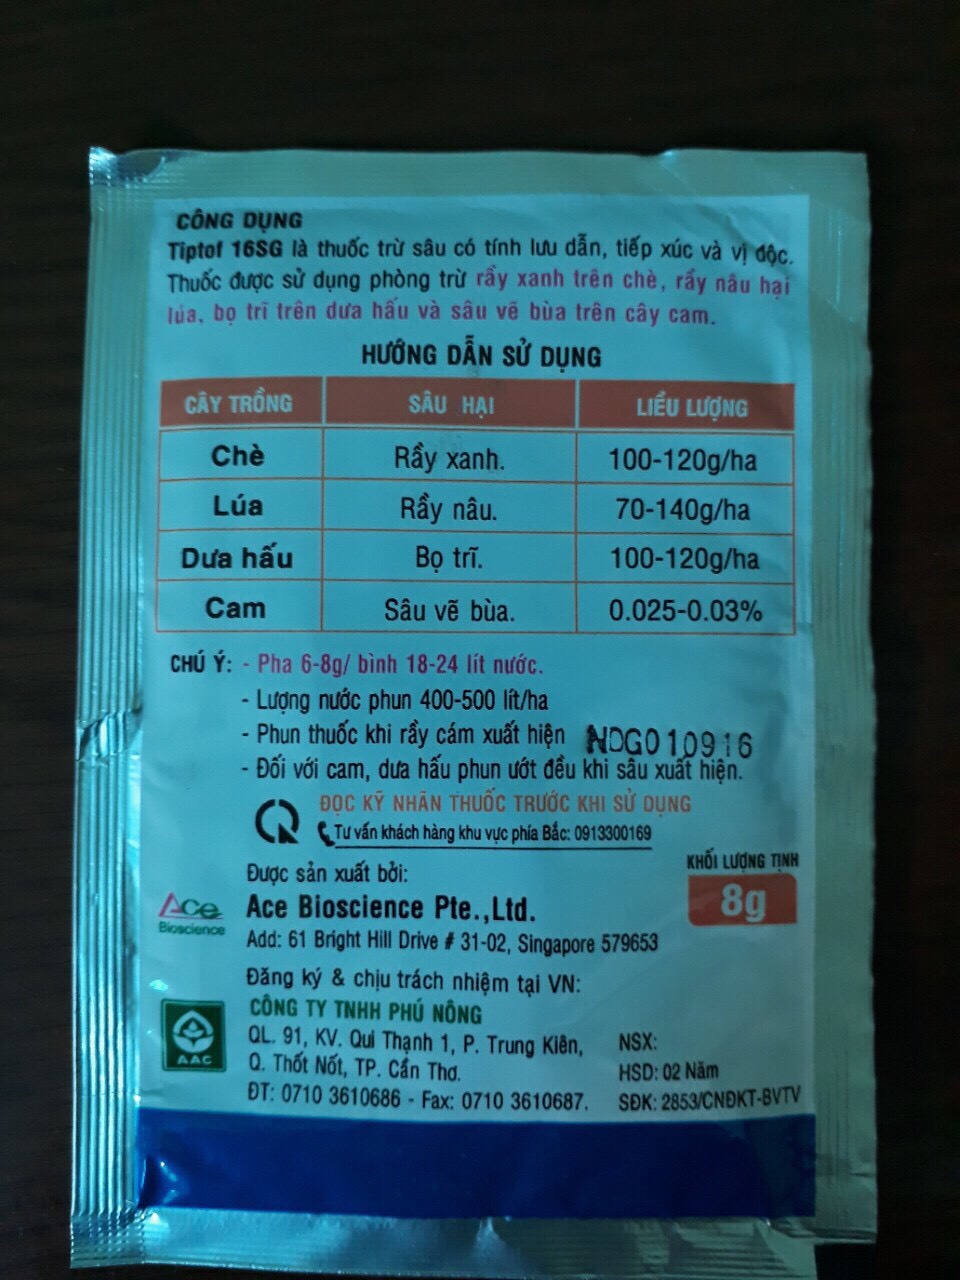 CÔNG DỤNG
Tiptof 16SG là thuốc trừ sâu có tính lưu dẫn, tiếp xúc và vị độc.
Thuốc được sử dụng phòng trừ rầy xanh trên chè, rầy nâu hại
lúa, bọ trĩ trên dưa hấu và sâu vẽ bùa trên cây cam.
HƯỚNG DẪN SỬ DỤNG
CÂY TRỒNG SÂU HẠI LIỀU LƯỢNG
Chè Rầy xanh. 100-120g/ha
Lúa Rầy nâu. 70-140g/ha
Dưa hấu Bọ trĩ. 100-120g/ha
Cam Sâu vẽ bùa. 0.025-0.03%
CHÚ Ý: - Pha 6-8g/ bình 18-24 lít nước.
- Lượng nước phun 400-500 lít/ha
- Phun thuốc khi rầy cám xuất hiện NDG010916
- Đối với cam, dưa hấu phun ướt đều khi sâu xuất hiện.
ĐỌC KỸ NHÃN THUỐC TRƯỚC KHI SỬ DỤNG
Tư vấn khách hàng khu vực phía Bắc: 0913300169
KHỐI LƯỢNG TỊNH
8g
Được sản xuất bởi:
Ace Bioscience
Ace Bioscience Pte.,Ltd.
Add: 61 Bright Hill Drive # 31-02, Singapore 579653
Đăng ký & chịu trách nhiệm tại VN:
AAC
CÔNG TY TNHH PHÚ NÔNG
QL. 91, KV. Qui Thạnh 1, P. Trung Kiên, NSX:
Q. Thốt Nốt, TP. Cần Thơ. HSD: 02 Năm
ĐT: 0710 3610686 - Fax: 0710 3610687. SĐK: 2853/CNĐKT-BVTV